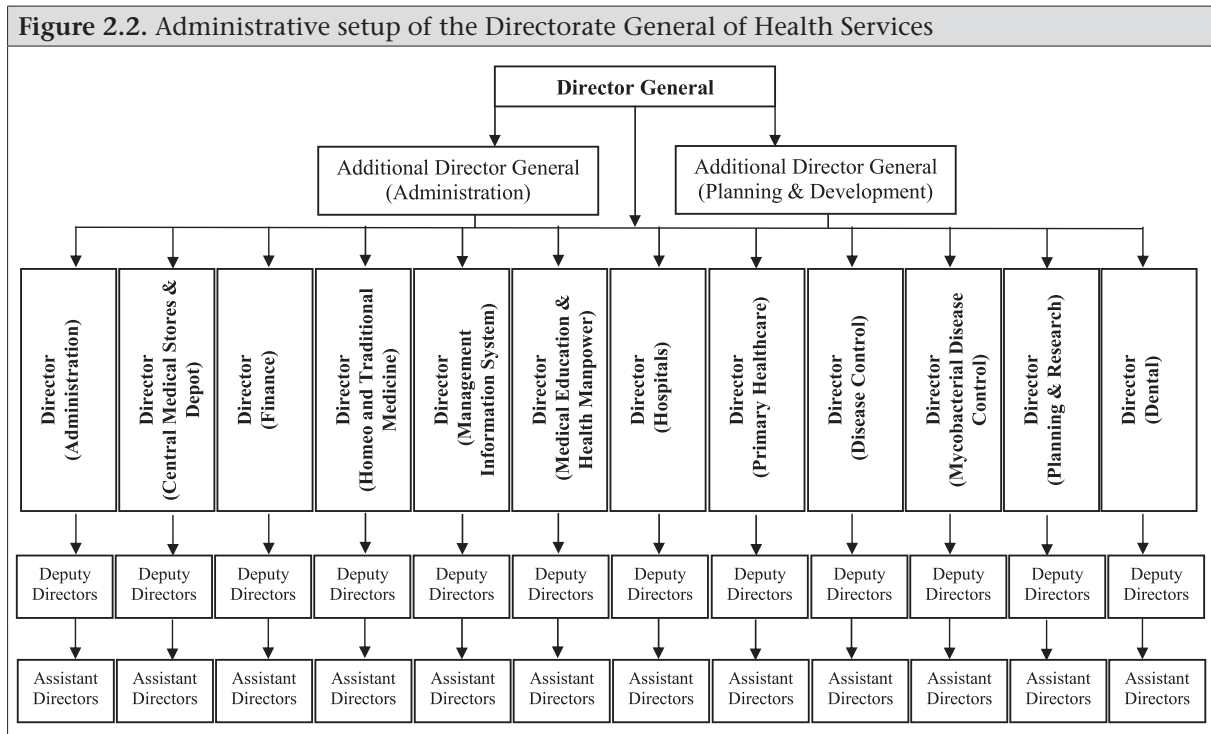 Figure 2.2. Administrative setup of the Directorate General of Health Services
Director General
Additional Director General
(Administration)
Additional Director General
(Planning & Development)
Director
(Administration)
Director
(Central Medical Stores &
Depot)
Director
(Finance)
Director
(Homeo and Traditional
Medicine)
Director
(Management
Information System)
Director
(Medical Education &
Health Manpower)
Director
(Hospitals)
Director
(Primary Healthcare)
Director
(Disease Control)
Director
(Mycobacterial Disease
Control)
Director
(Planning & Research)
Director
(Dental)
Deputy
Directors
Deputy
Directors
Deputy
Directors
Deputy
Directors
Deputy
Directors
Deputy
Directors
Deputy
Directors
Deputy
Directors
Deputy
Directors
Deputy
Directors
Deputy
Directors
Deputy
Directors
Assistant
Directors
Assistant
Directors
Assistant
Directors
Assistant
Directors
Assistant
Directors
Assistant
Directors
Assistant
Directors
Assistant
Directors
Assistant
Directors
Assistant
Directors
Assistant
Directors
Assistant
Directors